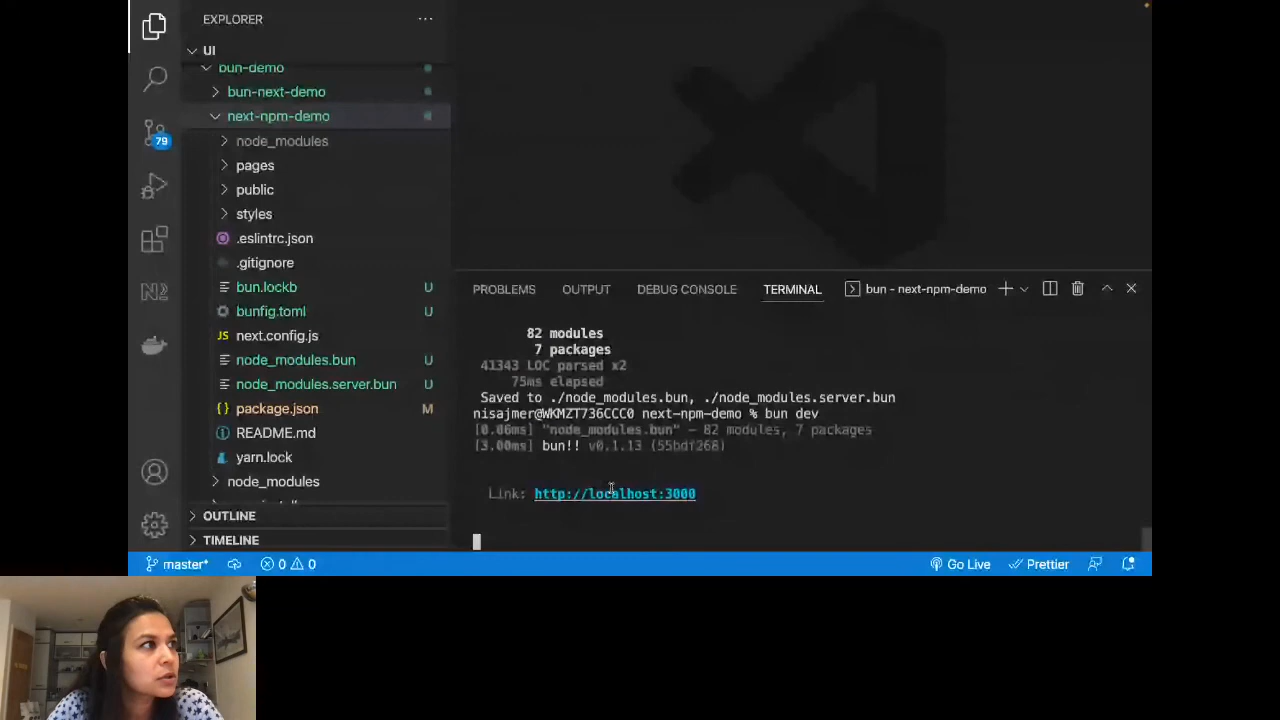 EXPLORER
UI
bun-demo
bun-next-demo
next-npm-demo
node_modules
pages
public
styles
.eslintrc.json
.gitignore
bun.lockb U
bunfig.toml U
JS next.config.js
node_modules.bun U
node_modules.server.bun U
{} package.json M
README.md
yarn.lock
node_modules
OUTLINE
TIMELINE
79
PROBLEMS OUTPUT DEBUG CONSOLE TERMINAL bun - next-npm-demo
82 modules
7 packages
41343 LOC parsed x2
75ms elapsed
Saved to ./node_modules.bun, ./node_modules.server.bun
nisajmer@WKMZT736CCC0 next-npm-demo % bun dev
[0.06ms] "node_modules.bun" - 82 modules, 7 packages
[3.00ms] bun!! v0.1.13 (55bdf268)
Link: http://localhost:3000
master* 0 0 Go Live Prettier